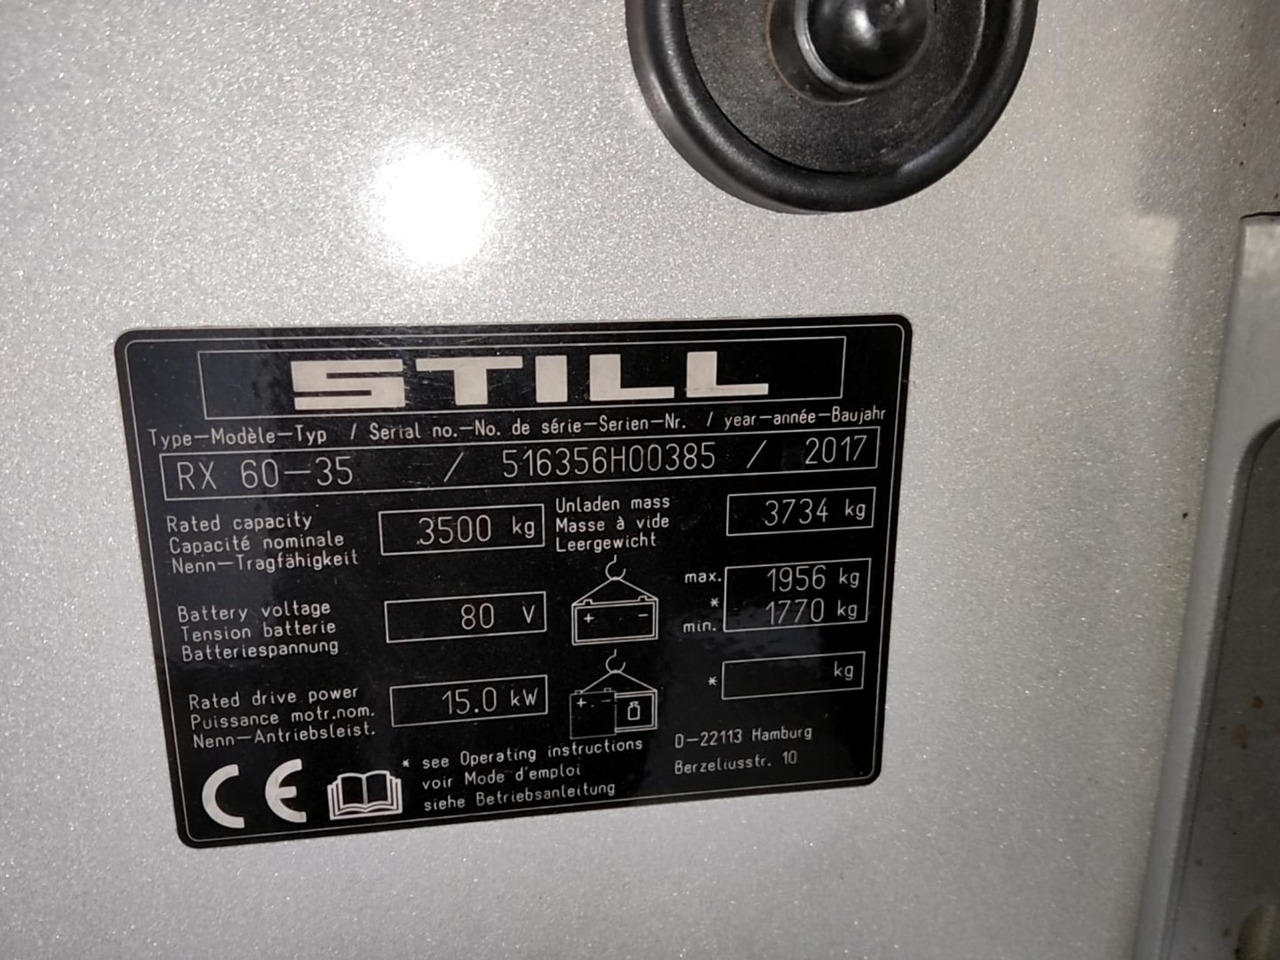 STILL
Type-Modèle-Typ / Serial no.-No. de série-Serien-Nr. / year-année-Baujahr
RX 60-35 / 516356H00385 / 2017
Rated capacity
Capacité nominale
Nenn-Tragfähigkeit
3500 kg
Unladen mass
Masse à vide
Leergewicht
3734 kg
Battery voltage
Tension batterie
Batteriespannung
80 V
+ -
max. 1956 kg
*
min. 1770 kg
Rated drive power
Puissance motr.nom.
Nenn-Antriebsleist.
15.0 kW
+ -
* kg
CE
* see Operating instructions
voir Mode d'emploi
siehe Betriebsanleitung
D-22113 Hamburg
Berzeliusstr. 10